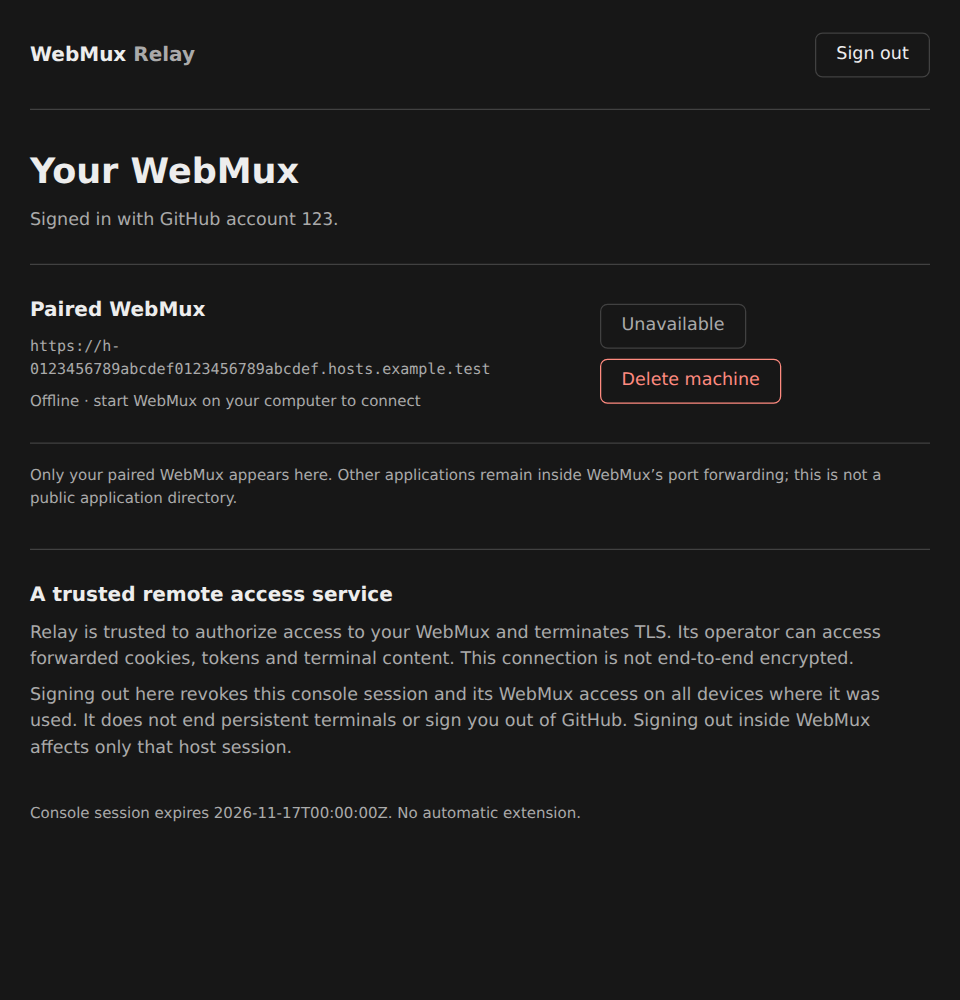 WebMux Relay
Sign out
Your WebMux
Signed in with GitHub account 123.
Paired WebMux
https://h-
0123456789abcdef0123456789abcdef.hosts.example.test
Offline · start WebMux on your computer to connect
Unavailable
Delete machine
Only your paired WebMux appears here. Other applications remain inside WebMux’s port forwarding; this is not a
public application directory.
A trusted remote access service
Relay is trusted to authorize access to your WebMux and terminates TLS. Its operator can access
forwarded cookies, tokens and terminal content. This connection is not end-to-end encrypted.
Signing out here revokes this console session and its WebMux access on all devices where it was
used. It does not end persistent terminals or sign you out of GitHub. Signing out inside WebMux
affects only that host session.
Console session expires 2026-11-17T00:00:00Z. No automatic extension.